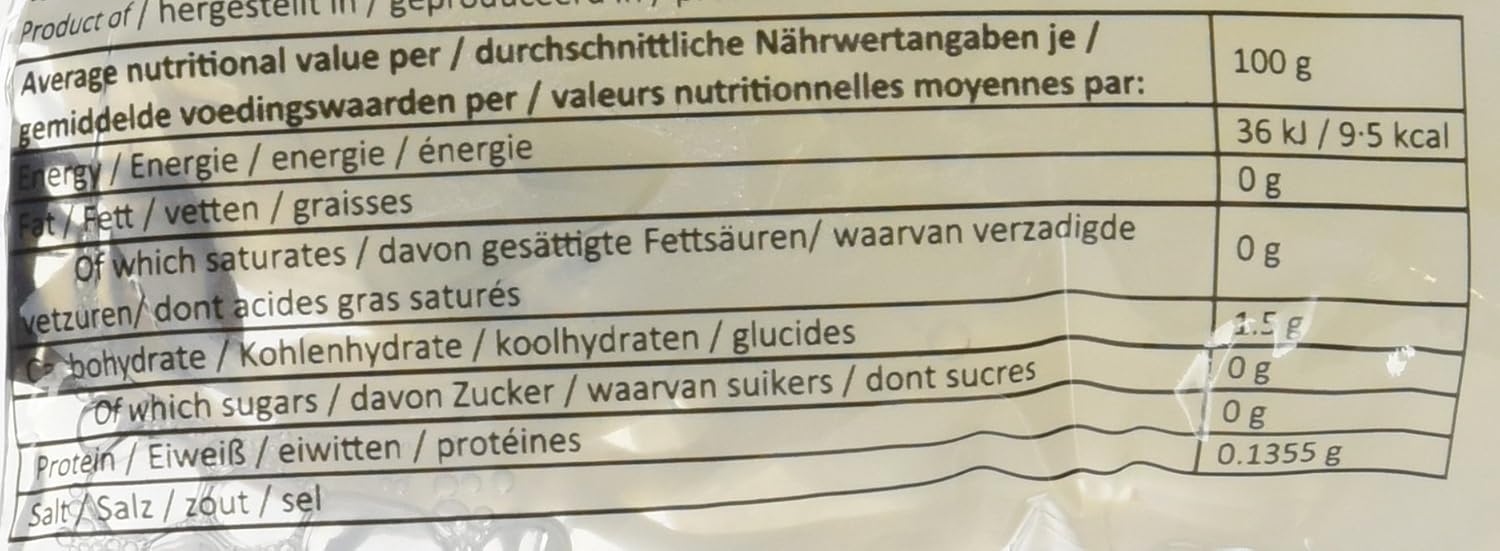 Product of / hergestellt in /
Average nutritional value per / durchschnittliche Nährwertangaben je /
gemiddelde voedingswaarden per / valeurs nutritionnelles moyennes par:
100 g
Energy / Energie / energie / énergie
36 kJ / 9·5 kcal
Fat / Fett / vetten / graisses
0 g
Of which saturates / davon gesättigte Fettsäuren/ waarvan verzadigde
vetzuren/ dont acides gras saturés
0 g
Carbohydrate / Kohlenhydrate / koolhydraten / glucides
1.5 g
Of which sugars / davon Zucker / waarvan suikers / dont sucres
0 g
Protein / Eiweiß / eiwitten / protéines
0 g
Salt / Salz / zout / sel
0.1355 g